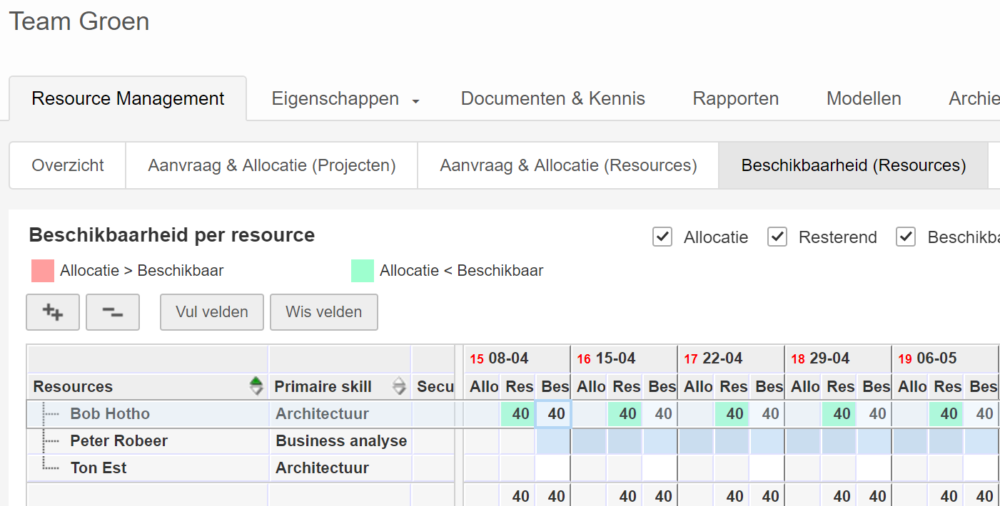 Team Groen
Resource Management Eigenschappen Documenten & Kennis Rapporten Modellen Archie
Overzicht Aanvraag & Allocatie (Projecten) Aanvraag & Allocatie (Resources) Beschikbaarheid (Resources)
Beschikbaarheid per resource Allocatie Resterend Beschikba
Allocatie > Beschikbaar Allocatie < Beschikbaar
Vul velden Wis velden
15 08-04 16 15-04 17 22-04 18 29-04 19 06-05
Resources Primaire skill Secu Allo Res Bes Allo Res Bes Allo Res Bes Allo Res Bes Allo Res Bes
Bob Hotho Architectuur 40 40 40 40 40 40 40 40 40 40
Peter Robeer Business analyse
Ton Est Architectuur
40 40 40 40 40 40 40 40 40 40